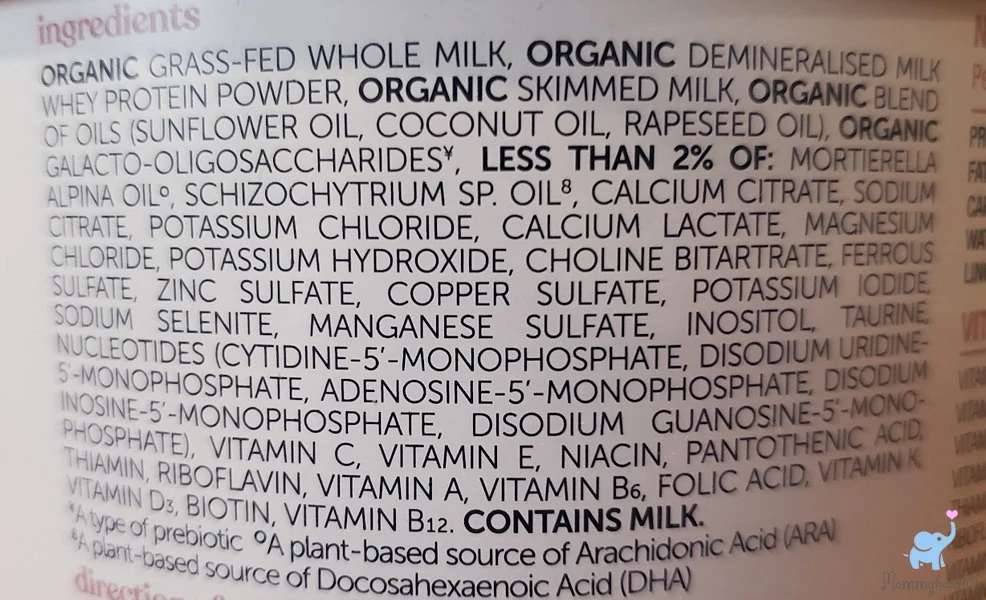 ingredients
ORGANIC GRASS-FED WHOLE MILK, ORGANIC DEMINERALISED MILK
WHEY PROTEIN POWDER, ORGANIC SKIMMED MILK, ORGANIC BLEND
OF OILS (SUNFLOWER OIL, COCONUT OIL, RAPESEED OIL), ORGANIC
GALACTO-OLIGOSACCHARIDES¥, LESS THAN 2% OF: MORTIERELLA
ALPINA OILº, SCHIZOCHYTRIUM SP. OIL⁸, CALCIUM CITRATE, SODIUM
CITRATE, POTASSIUM CHLORIDE, CALCIUM LACTATE, MAGNESIUM
CHLORIDE, POTASSIUM HYDROXIDE, CHOLINE BITARTRATE, FERROUS
SULFATE, ZINC SULFATE, COPPER SULFATE, POTASSIUM IODIDE,
SODIUM SELENITE, MANGANESE SULFATE, INOSITOL, TAURINE,
NUCLEOTIDES (CYTIDINE-5'-MONOPHOSPHATE, DISODIUM URIDINE-
5'-MONOPHOSPHATE, ADENOSINE-5'-MONOPHOSPHATE, DISODIUM
INOSINE-5'-MONOPHOSPHATE, DISODIUM GUANOSINE-5'-MONO-
PHOSPHATE), VITAMIN C, VITAMIN E, NIACIN, PANTOTHENIC ACID,
THIAMIN, RIBOFLAVIN, VITAMIN A, VITAMIN B₆, FOLIC ACID, VITAMIN K,
VITAMIN D₃, BIOTIN, VITAMIN B₁₂. CONTAINS MILK.
¥A type of prebiotic ºA plant-based source of Arachidonic Acid (ARA)
⁸A plant-based source of Docosahexaenoic Acid (DHA)